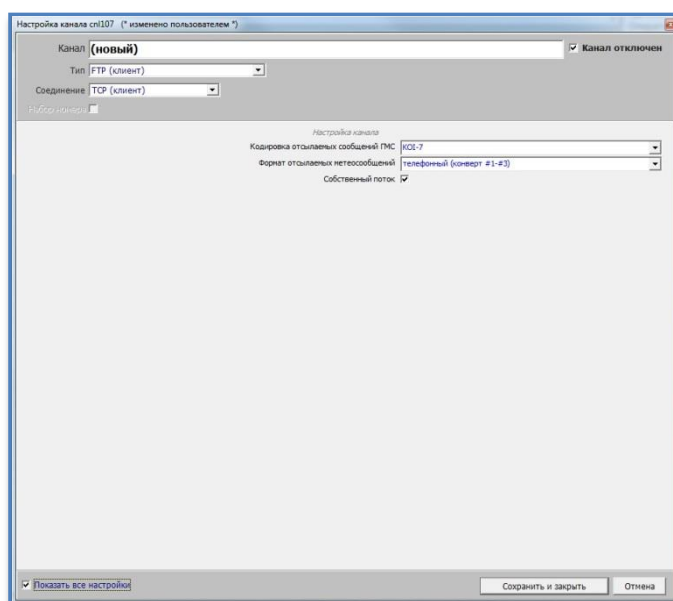 Настройка канала cnl107 (* изменено пользователем *)
Канал (новый) Канал отключен
Тип FTP (клиент)
Соединение TCP (клиент)
Набор номера
Настройка канала
Кодировка отсылаемых сообщений ГМС KOI-7
Формат отсылаемых метеосообщений телефонный (конверт #1-#3)
Собственный поток
Показать все настройки Сохранить и закрыть Отмена